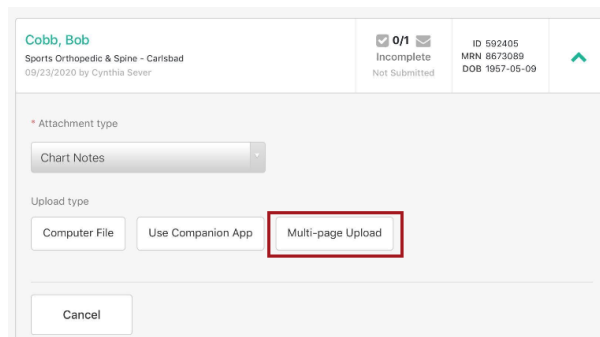 Cobb, Bob
Sports Orthopedic & Spine - Carlsbad
09/23/2020 by Cynthia Sever
0/1
Incomplete
Not Submitted
ID 592405
MRN 8673089
DOB 1957-05-09
* Attachment type
Chart Notes
Upload type
Computer File
Use Companion App
Multi-page Upload
Cancel